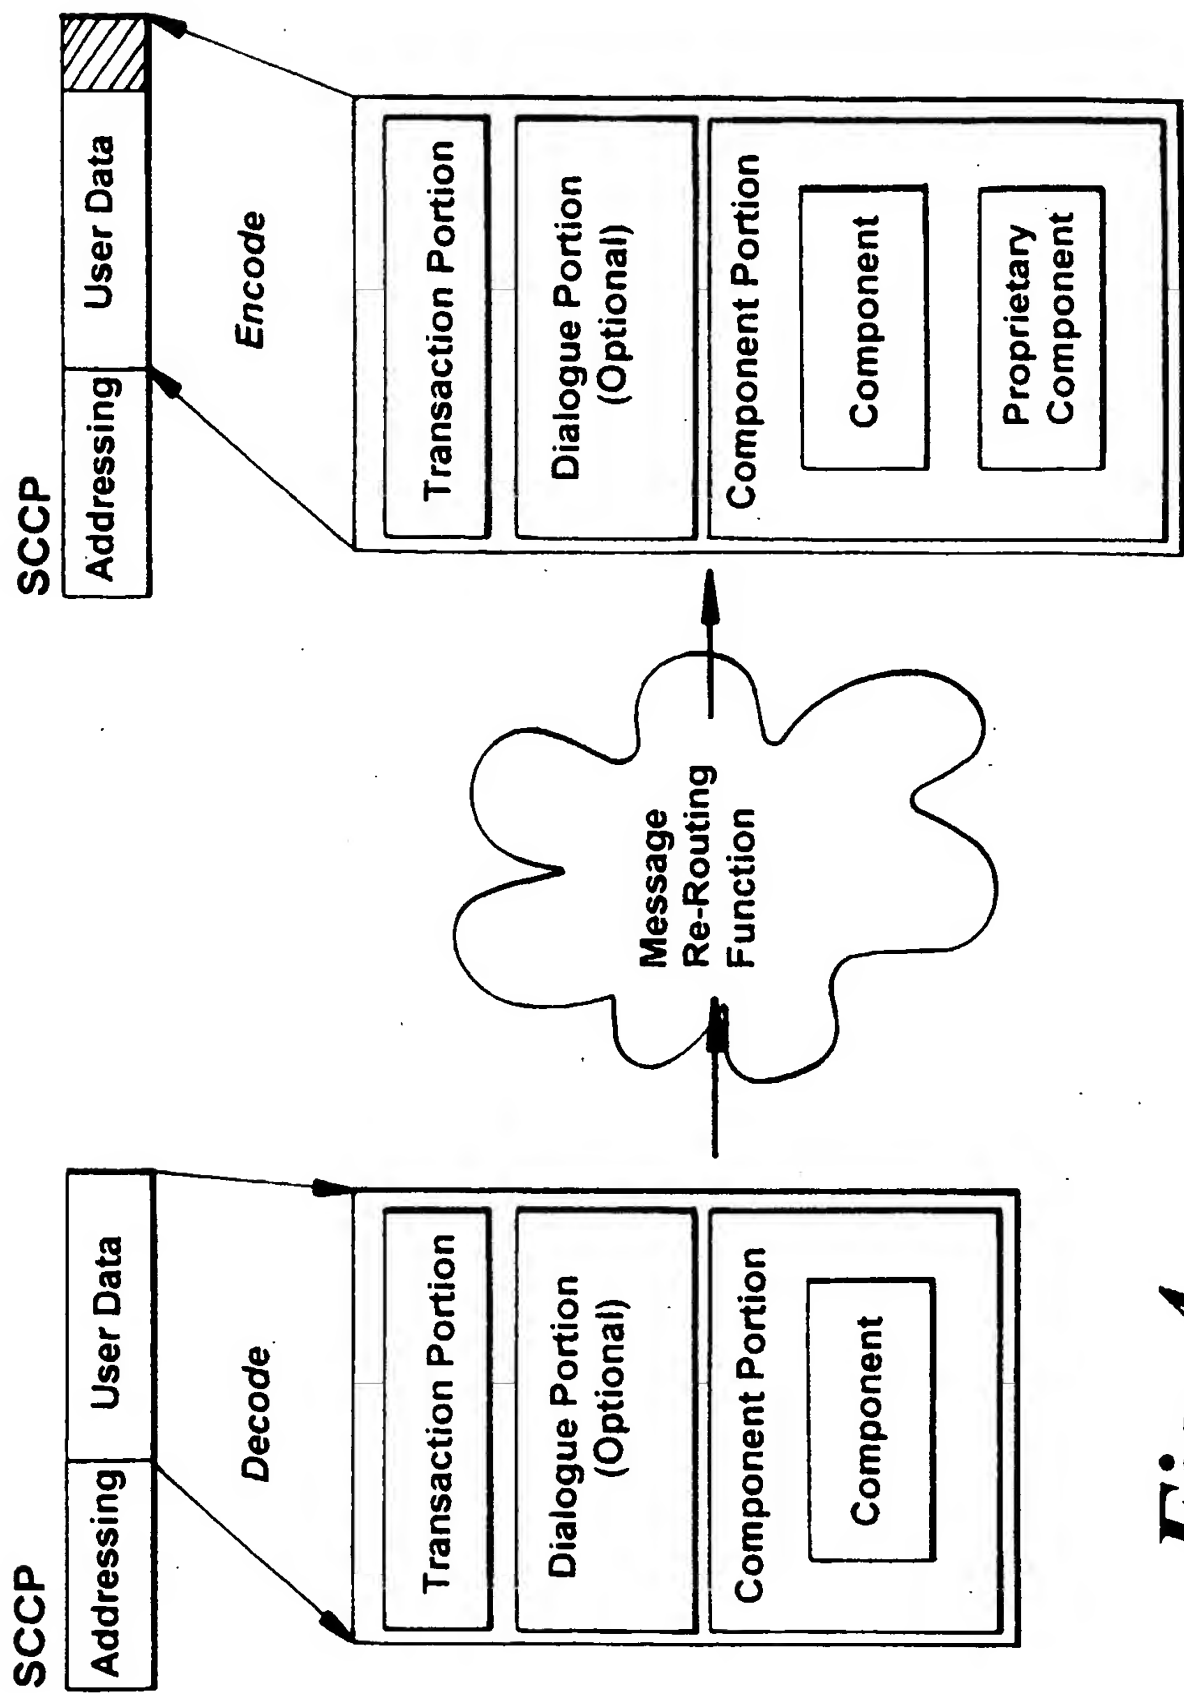 SCCP
Addressing
User Data
Decode
Transaction Portion
Dialogue Portion
(Optional)
Component Portion
Component
Message
Re-Routing
Function
SCCP
Addressing
User Data
Encode
Transaction Portion
Dialogue Portion
(Optional)
Component Portion
Component
Proprietary
Component